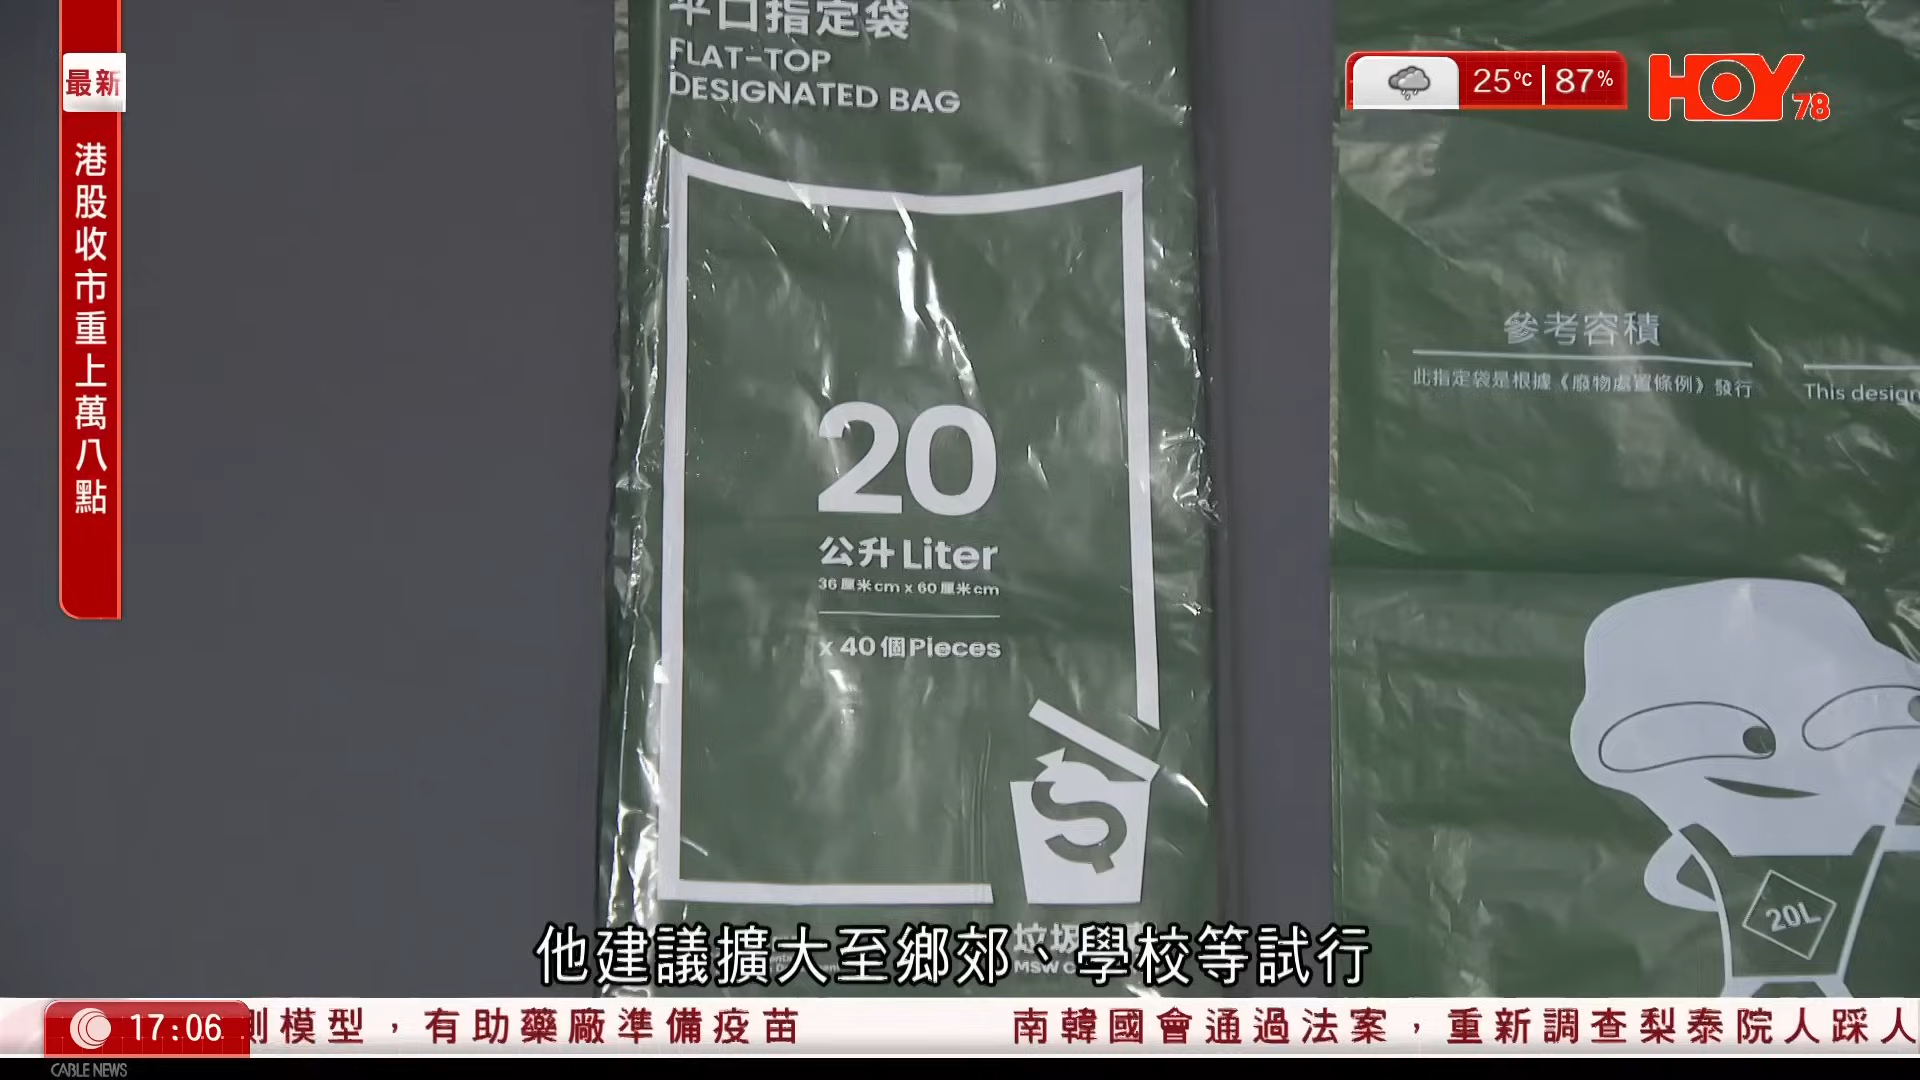 最新
港股收市重上萬八點
平口指定袋
FLAT-TOP
DESIGNATED BAG
25°C | 87%
HOY 78
20
公升 Liter
36 厘米 cm x 60 厘米 cm
x 40 個 Pieces
參考容積
此指定袋是根據《廢物處置條例》發行
This design
20L
垃圾
MSW C
他建議擴大至鄉郊、學校等試行
17:06
測模型，有助藥廠準備疫苗
南韓國會通過法案，重新調查梨泰院人踩人
CABLE NEWS